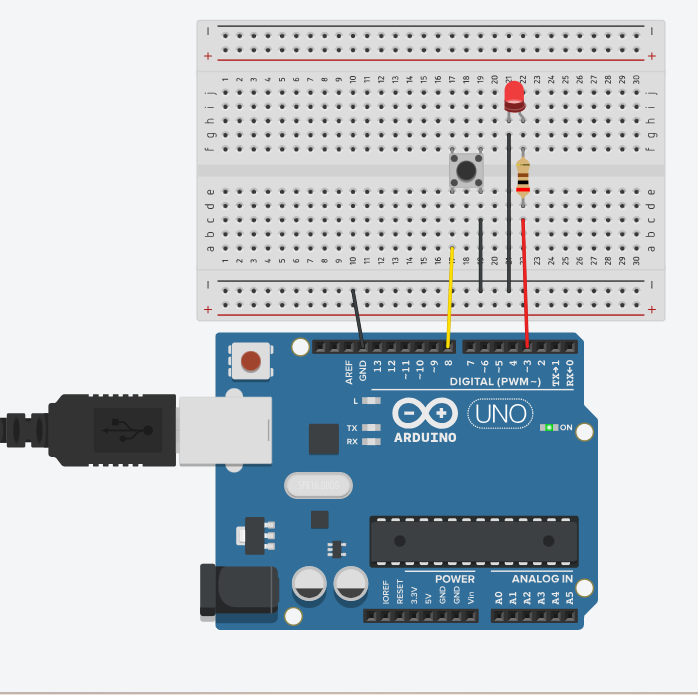 − −
+ +
1 2 3 4 5 6 7 8 9 10 11 12 13 14 15 16 17 18 19 20 21 22 23 24 25 26 27 28 29 30
j j
i i
h h
g g
f f
e e
d d
c c
b b
a a
1 2 3 4 5 6 7 8 9 10 11 12 13 14 15 16 17 18 19 20 21 22 23 24 25 26 27 28 29 30
− −
+ +
AREF GND 13 12 ~11 ~10 ~9 8 7 ~6 ~5 4 ~3 2 TX→1 RX←0
DIGITAL (PWM~)
L
TX
RX
ARDUINO
UNO
ON
POWER
ANALOG IN
IOREF RESET 3.3V 5V GND GND Vin A0 A1 A2 A3 A4 A5